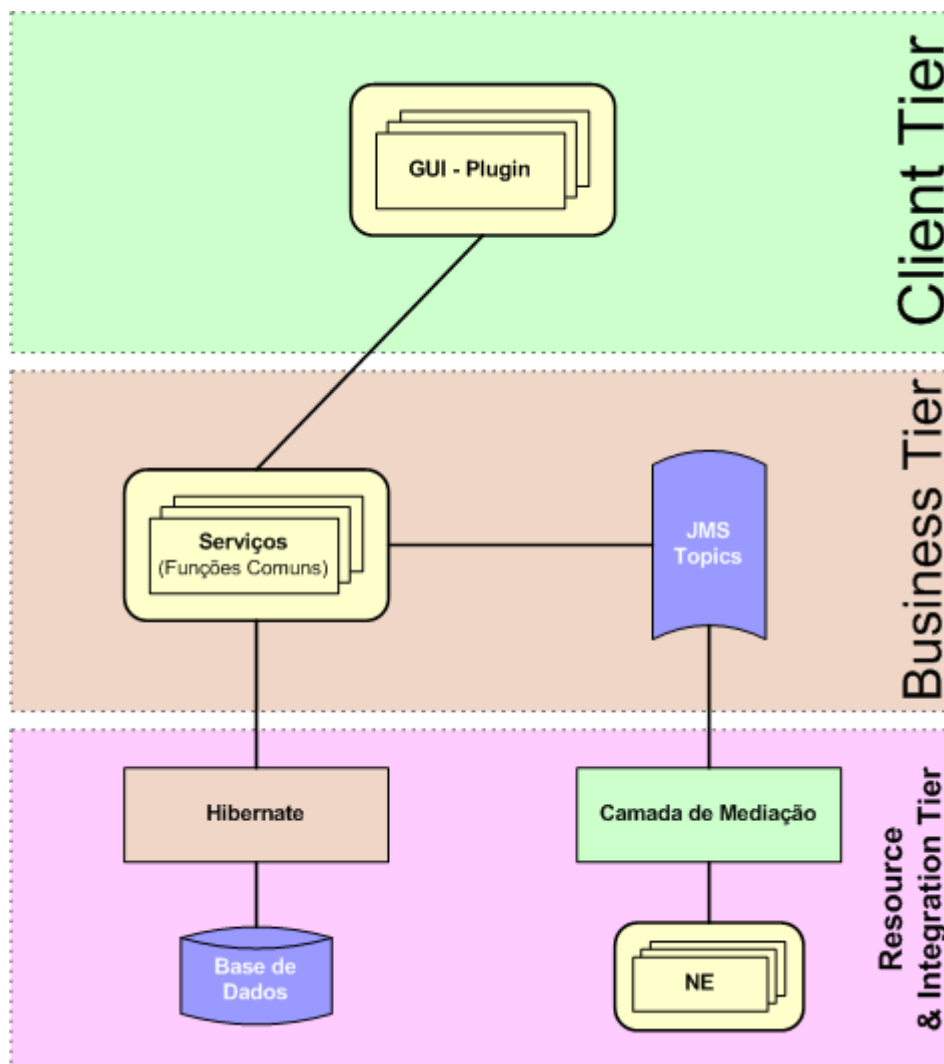 Client Tier
GUI - Plugin
Business Tier
Serviços
(Funções Comuns)
JMS
Topics
Resource
& Integration Tier
Hibernate
Camada de Mediação
Base de
Dados
NE